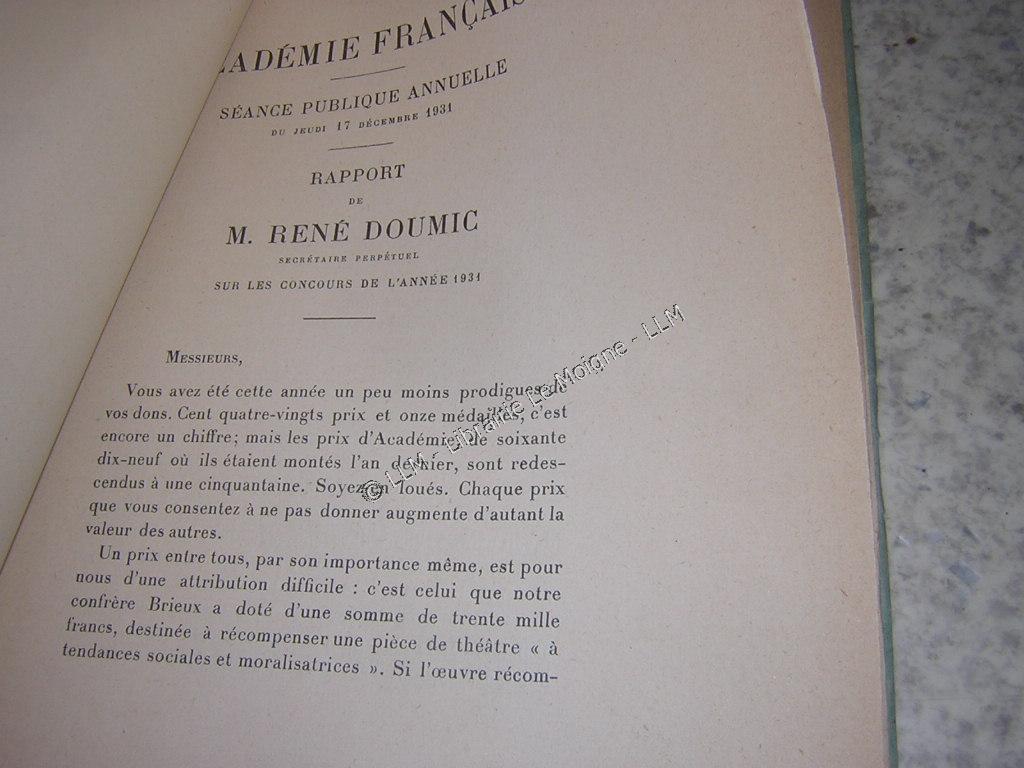 ADÉMIE FRANÇAIS
SÉANCE PUBLIQUE ANNUELLE
DU JEUDI 17 DÉCEMBRE 1931
RAPPORT
DE
M. RENÉ DOUMIC
SECRÉTAIRE PERPÉTUEL
SUR LES CONCOURS DE L'ANNÉE 1931
MESSIEURS,
Vous avez été cette année un peu moins prodigues de
vos dons. Cent quatre-vingts prix et onze médailles, c'est
encore un chiffre; mais les prix d'Académie, de soixante
dix-neuf où ils étaient montés l'an dernier, sont redes-
cendus à une cinquantaine. Soyez-en loués. Chaque prix
que vous consentez à ne pas donner augmente d'autant la
valeur des autres.
Un prix entre tous, par son importance même, est pour
nous d'une attribution difficile : c'est celui que notre
confrère Brieux a doté d'une somme de trente mille
francs, destinée à récompenser une pièce de théâtre « à
tendances sociales et moralisatrices ». Si l'œuvre récom-
© LLM - Librairie Le Moigne - LLM